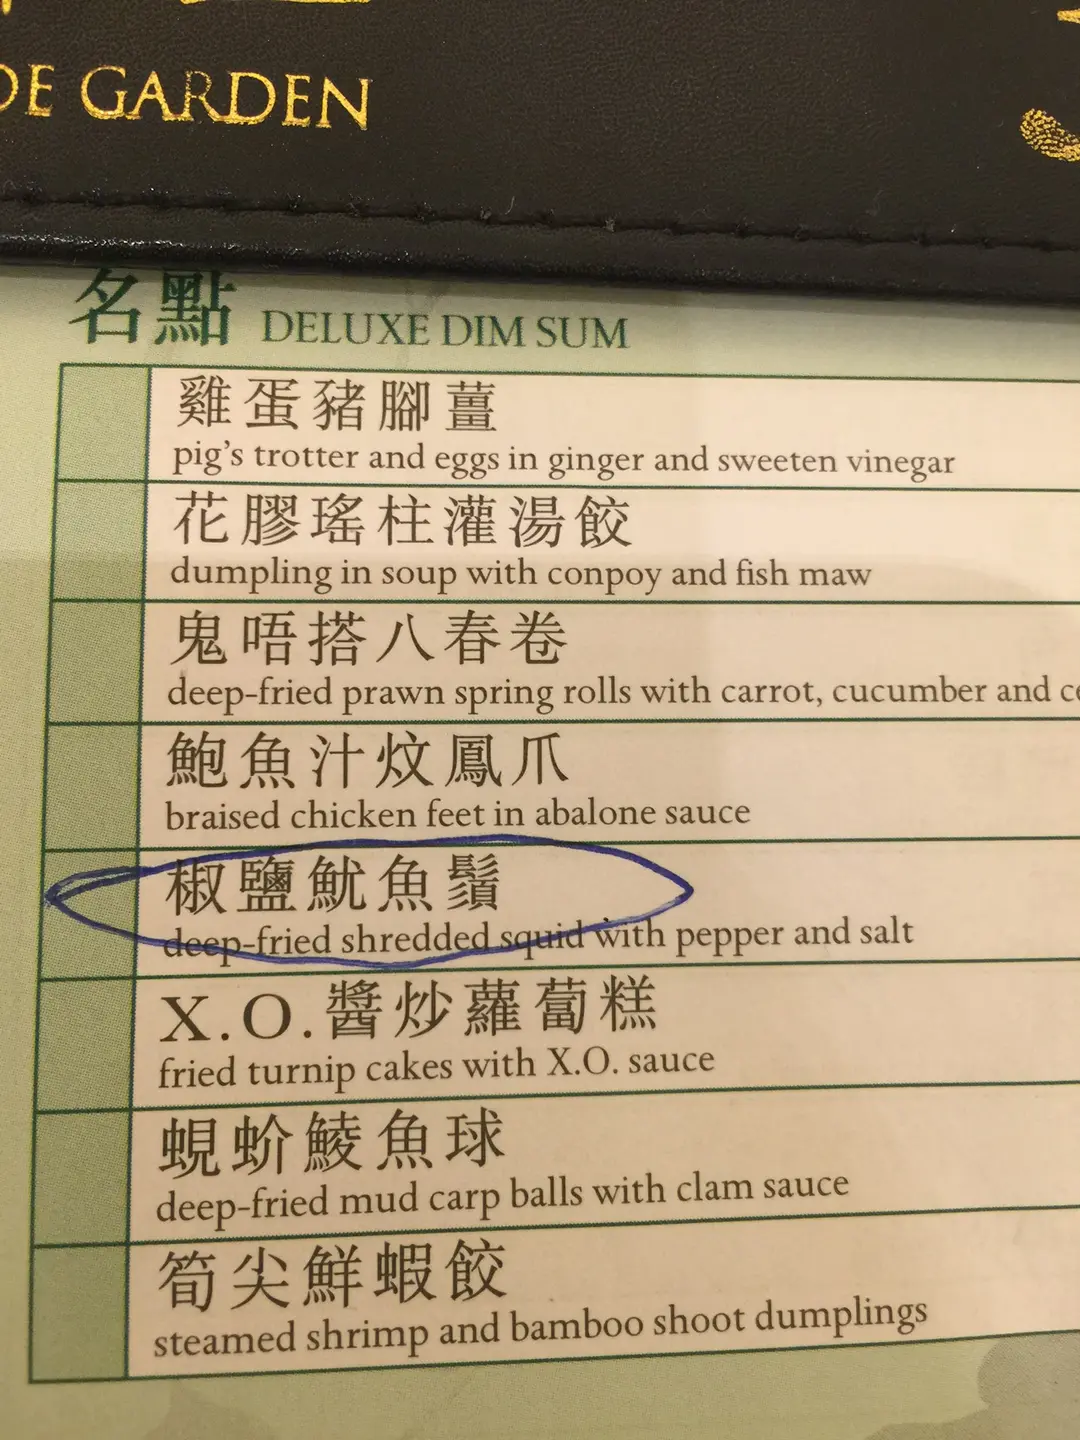 GARDEN
名點 DELUXE DIM SUM
雞蛋豬腳薑
pig's trotter and eggs in ginger and sweeten vinegar
花膠瑤柱灌湯餃
dumpling in soup with conpoy and fish maw
鬼唔搭八春卷
deep-fried prawn spring rolls with carrot, cucumber and
鮑魚汁炆鳳爪
braised chicken feet in abalone sauce
椒鹽魷魚鬚
deep-fried shredded squid with pepper and salt
X.O.醬炒蘿蔔糕
fried turnip cakes with X.O. sauce
蜆蚧鯪魚球
deep-fried mud carp balls with clam sauce
筍尖鮮蝦餃
steamed shrimp and bamboo shoot dumplings